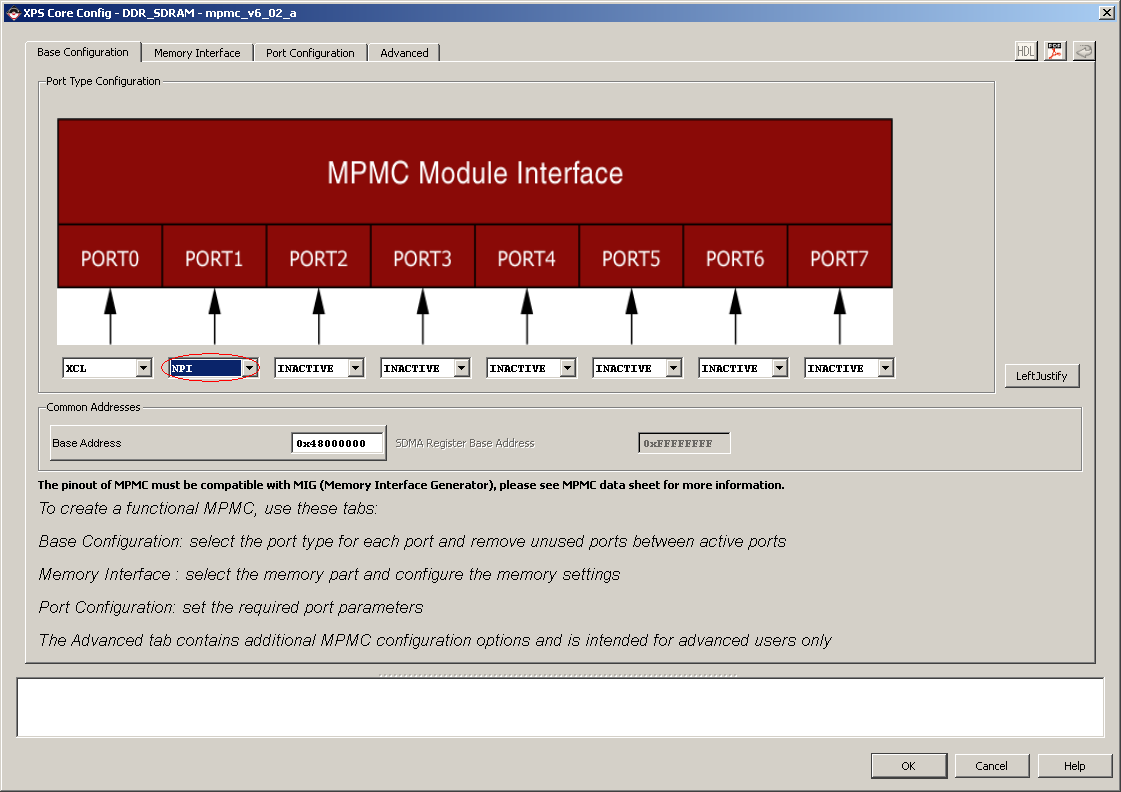 XPS Core Config - DDR_SDRAM - mpmc_v6_02_a
Base Configuration Memory Interface Port Configuration Advanced
HDL PDF
Port Type Configuration
MPMC Module Interface
PORT0 PORT1 PORT2 PORT3 PORT4 PORT5 PORT6 PORT7
XCL NPI INACTIVE INACTIVE INACTIVE INACTIVE INACTIVE INACTIVE
LeftJustify
Common Addresses
Base Address 0x48000000 SDMA Register Base Address 0xFFFFFFFF
The pinout of MPMC must be compatible with MIG (Memory Interface Generator), please see MPMC data sheet for more information.
To create a functional MPMC, use these tabs:
Base Configuration: select the port type for each port and remove unused ports between active ports
Memory Interface : select the memory part and configure the memory settings
Port Configuration: set the required port parameters
The Advanced tab contains additional MPMC configuration options and is intended for advanced users only
OK Cancel Help